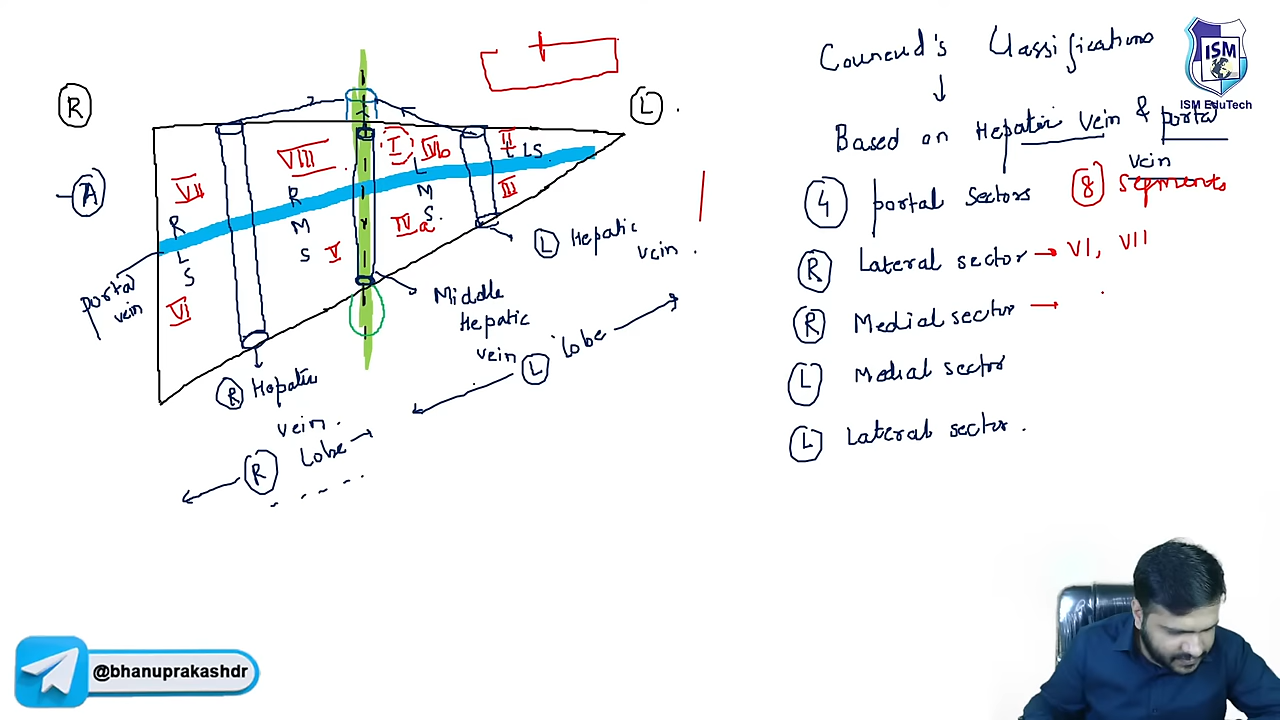 Couneud's Classifications
ISM
ISM EduTech
Based on Hepatic vein & portal vein
4 portal sectors
8 segments
R Lateral sector → VI, VII
R Medial sector →
L Medial sector
L Lateral sector.
R
L
A
VII
VIII
I
IVb
II
L LS
R
M
S
L
M
S
III
R
L
S
V
IVa
VI
portal vein
L Hepatic vein.
Middle Hepatic vein
R Hepatic vein.
L lobe
R Lobe
@bhanuprakashdr